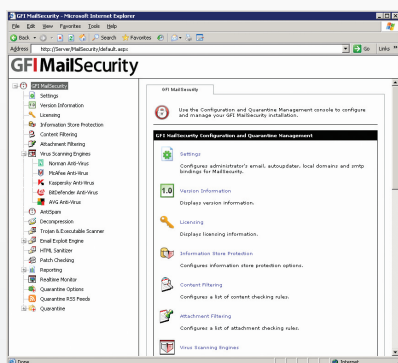 GFI MailSecurity - Microsoft Internet Explorer
File Edit View Favorites Tools Help
Back Search Favorites
Address http://Server/MailSecurity/default.aspx Go Links »
GFI MailSecurity
GFI MailSecurity
Settings
Version Information
Licensing
Information Store Protection
Content Filtering
Attachment Filtering
Virus Scanning Engines
Norman Anti-Virus
McAfee Anti-Virus
Kaspersky Anti-Virus
BitDefender Anti-Virus
AVG Anti-Virus
AntiSpam
Decompression
Trojan & Executable Scanner
Email Exploit Engine
HTML Sanitizer
Patch Checking
Reporting
Realtime Monitor
Quarantine Options
Quarantine RSS Feeds
Quarantine
GFI MailSecurity
Use the Configuration and Quarantine Management console to configure
and manage your GFI MailSecurity installation.
GFI MailSecurity Configuration and Quarantine Management
Settings
Configures administrator's email, autoupdater, local domains and smtp
bindings for MailSecurity.
1.0 Version Information
Displays version information.
Licensing
Displays licensing information.
Information Store Protection
Configures information store protection options.
Content Filtering
Configures a list of content checking rules.
Attachment Filtering
Configures a list of attachment checking rules.
Virus Scanning Engines
Done
Internet